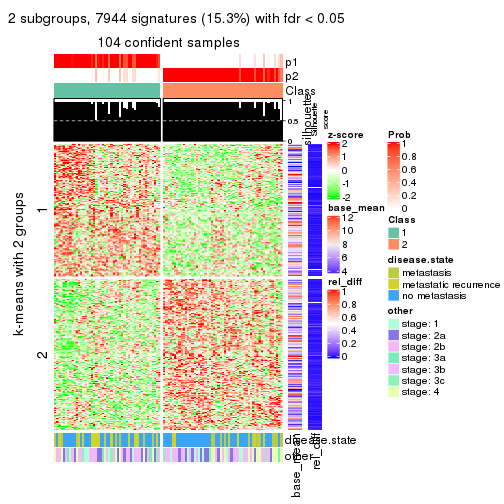 2 subgroups, 7944 signatures (15.3%) with fdr < 0.05
104 confident samples
p1
p2
Class
1
0.5
0
silhouette
Silhouette
score
k-means with 2 groups
1
2
disease.state
other
base_mean
rel_diff
z-score
2
1
0
-1
-2
base_mean
12
10
8
6
4
rel_diff
1
0.8
0.6
0.4
0.2
0
Prob
1
0.8
0.6
0.4
0.2
0
Class
1
2
disease.state
metastasis
metastatic recurrence
no metastasis
other
stage: 1
stage: 2a
stage: 2b
stage: 3a
stage: 3b
stage: 3c
stage: 4